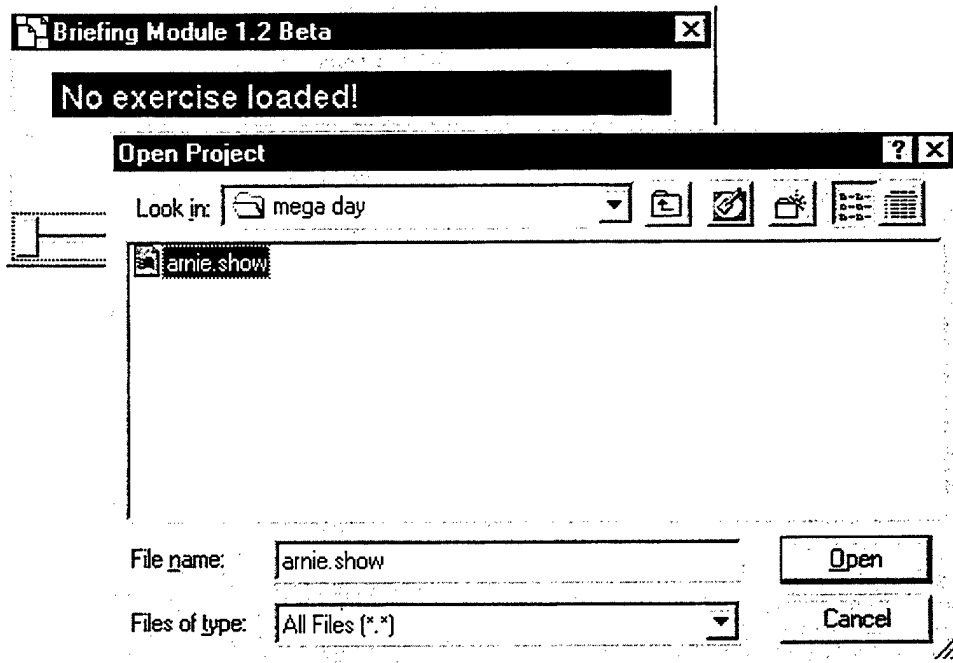 Briefing Module 1.2 Beta
No exercise loaded!
Open Project
Look in: mega day
arnie.show
File name: arnie.show Open
Files of type: All Files (*.*) Cancel